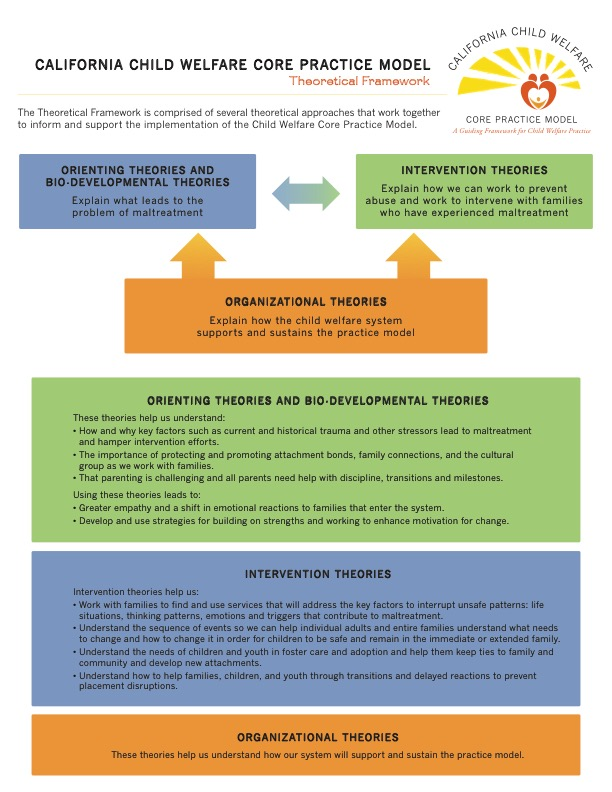 CALIFORNIA CHILD WELFARE CORE PRACTICE MODEL
Theoretical Framework
CALIFORNIA CHILD WELFARE
CORE PRACTICE MODEL
A Guiding Framework for Child Welfare Practice
The Theoretical Framework is comprised of several theoretical approaches that work together
to inform and support the implementation of the Child Welfare Core Practice Model.
ORIENTING THEORIES AND
BIO-DEVELOPMENTAL THEORIES
Explain what leads to the
problem of maltreatment
INTERVENTION THEORIES
Explain how we can work to prevent
abuse and work to intervene with families
who have experienced maltreatment
ORGANIZATIONAL THEORIES
Explain how the child welfare system
supports and sustains the practice model
ORIENTING THEORIES AND BIO-DEVELOPMENTAL THEORIES
These theories help us understand:
• How and why key factors such as current and historical trauma and other stressors lead to maltreatment
and hamper intervention efforts.
• The importance of protecting and promoting attachment bonds, family connections, and the cultural
group as we work with families.
• That parenting is challenging and all parents need help with discipline, transitions and milestones.
Using these theories leads to:
• Greater empathy and a shift in emotional reactions to families that enter the system.
• Develop and use strategies for building on strengths and working to enhance motivation for change.
INTERVENTION THEORIES
Intervention theories help us:
• Work with families to find and use services that will address the key factors to interrupt unsafe patterns: life
situations, thinking patterns, emotions and triggers that contribute to maltreatment.
• Understand the sequence of events so we can help individual adults and entire families understand what needs
to change and how to change it in order for children to be safe and remain in the immediate or extended family.
• Understand the needs of children and youth in foster care and adoption and help them keep ties to family and
community and develop new attachments.
• Understand how to help families, children, and youth through transitions and delayed reactions to prevent
placement disruptions.
ORGANIZATIONAL THEORIES
These theories help us understand how our system will support and sustain the practice model.